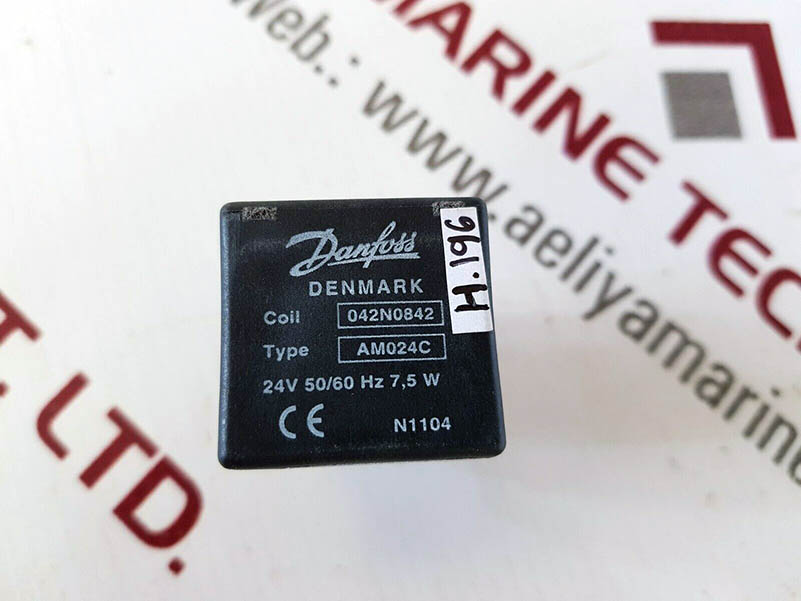 MARINE TECH
Web.: www.aeliyamarine
T. LTD.
Danfoss
DENMARK
Coil 042N0842
Type AM024C
24V 50/60 Hz 7,5 W
CE N1104
H.196